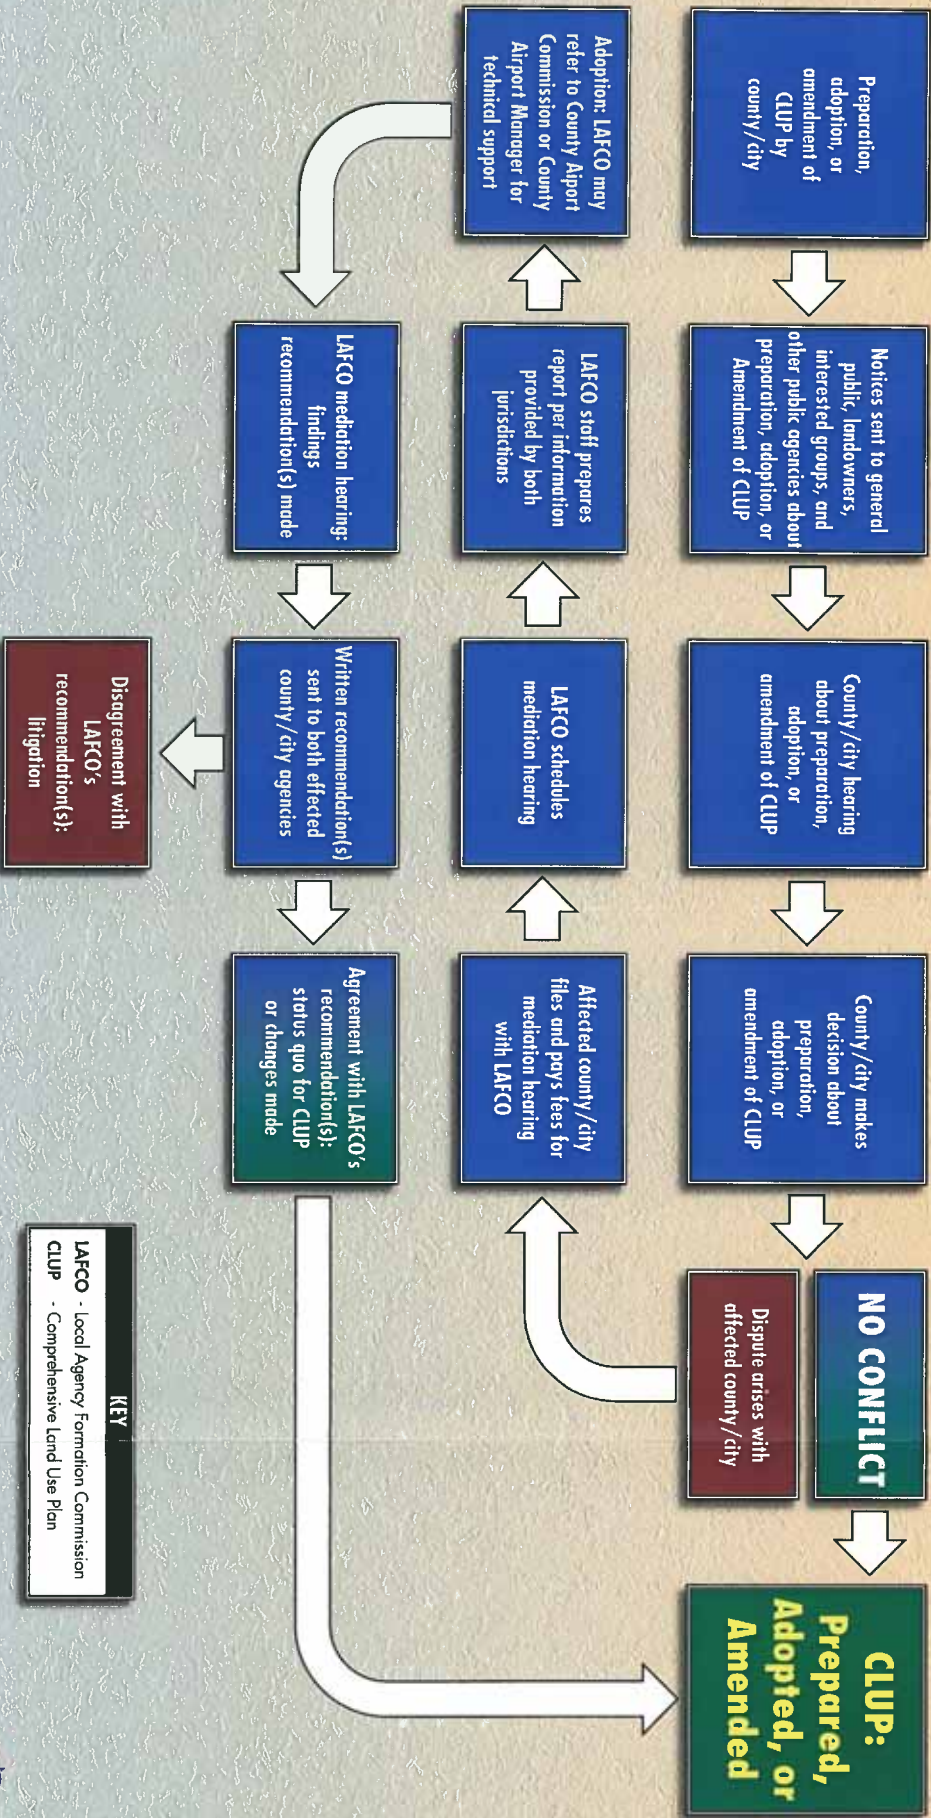 Preparation,
adoption, or
amendment of
CLUP by
county/city
Notices sent to general
public, landowners,
interested groups, and
other public agencies about
preparation, adoption, or
Amendment of CLUP
County/city hearing
about preparation,
adoption, or
amendment of CLUP
County/city makes
decision about
preparation,
adoption, or
amendment of CLUP
NO CONFLICT
Dispute arises with
affected county/city
CLUP:
Prepared,
Adopted, or
Amended
Affected county/city
files and pays fees for
mediation hearing
with LAFCO
LAFCO schedules
mediation hearing
LAFCO staff prepares
report per information
provided by both
jurisdictions
Adoption: LAFCO may
refer to County Aiport
Commission or County
Airport Manager for
technical support
LAFCO mediation hearing:
findings
recommendation(s) made
Written recommendation(s)
sent to both effected
county/city agencies
Agreement with LAFCO's
recommendation(s):
status quo for CLUP
or changes made
Disagreement with
LAFCO's
recommendation(s):
litigation
KEY
LAFCO - Local Agency Formation Commission
CLUP - Comprehensive Land Use Plan